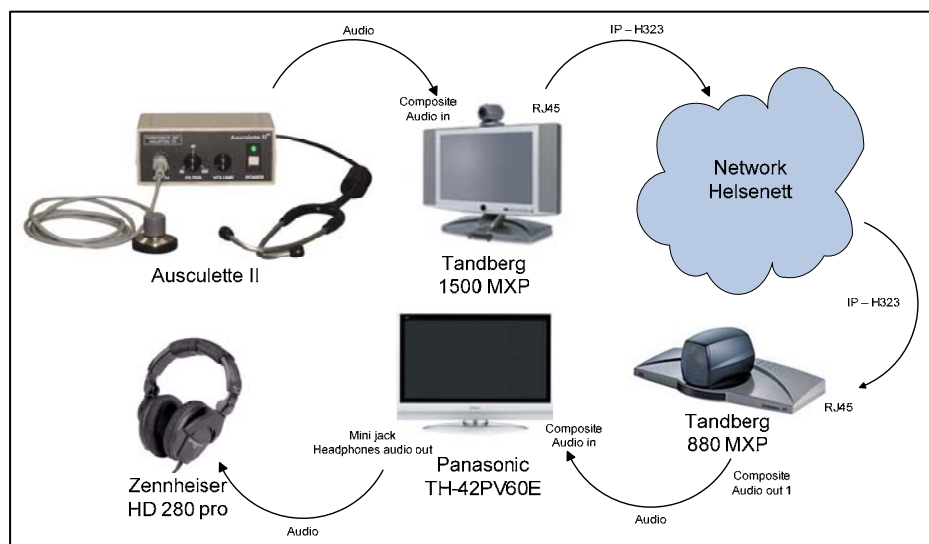 Audio
IP – H323
Composite
Audio in
RJ45
Ausculette II
Network
Helsenett
Ausculette II
Tandberg
1500 MXP
IP – H323
RJ45
Tandberg
880 MXP
Composite
Audio out 1
Composite
Audio in
Mini jack
Headphones audio out
Panasonic
TH-42PV60E
Zennheiser
HD 280 pro
Audio
Audio